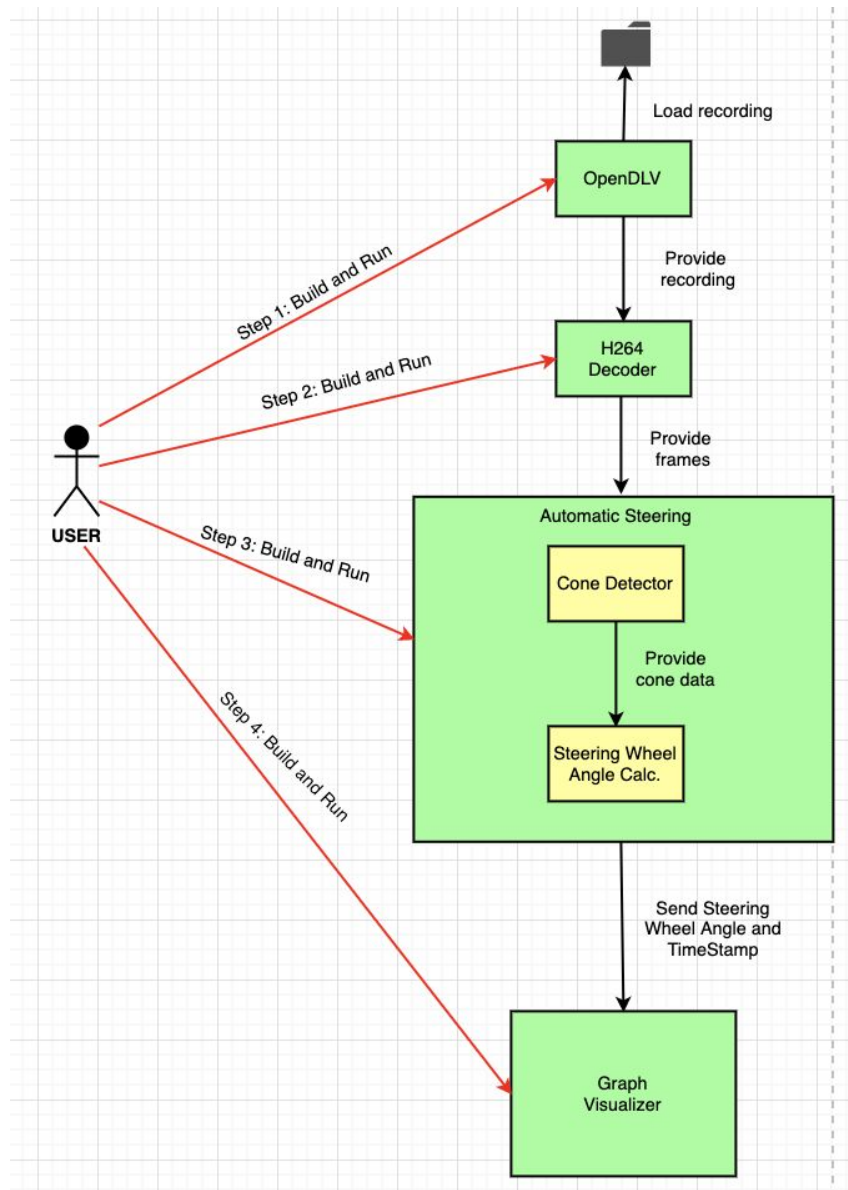 Load recording
OpenDLV
Provide
recording
Step 1: Build and Run
H264
Decoder
Step 2: Build and Run
Provide
frames
USER
Automatic Steering
Step 3: Build and Run
Cone Detector
Provide
cone data
Step 4: Build and Run
Steering Wheel
Angle Calc.
Send Steering
Wheel Angle and
TimeStamp
Graph
Visualizer